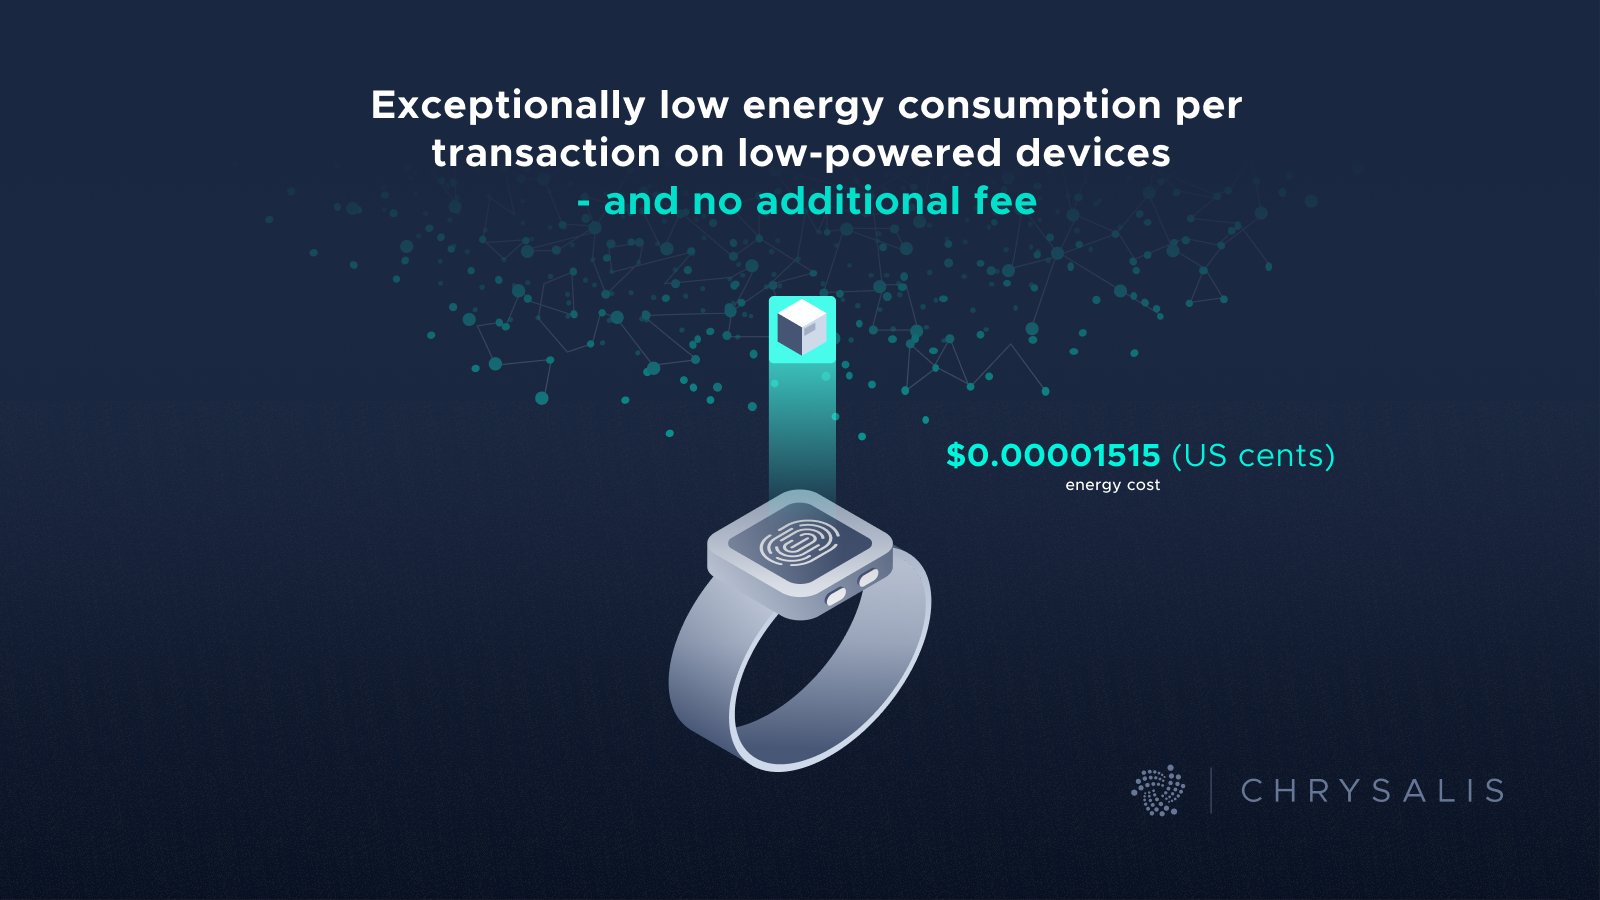 Exceptionally low energy consumption per
transaction on low-powered devices
- and no additional fee
$0.00001515 (US cents)
energy cost
CHRYSALIS